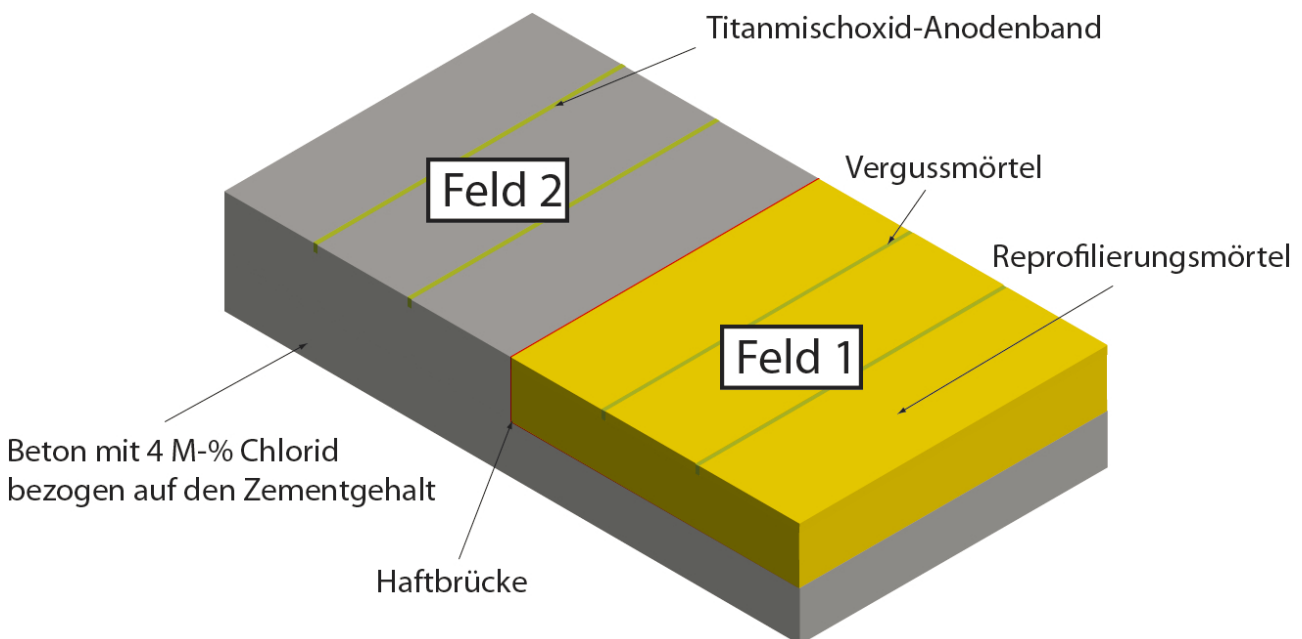 Titanmischoxid-Anodenband
Vergussmörtel
Feld 2
Reprofilierungsmörtel
Feld 1
Beton mit 4 M-% Chlorid
bezogen auf den Zementgehalt
Haftbrücke